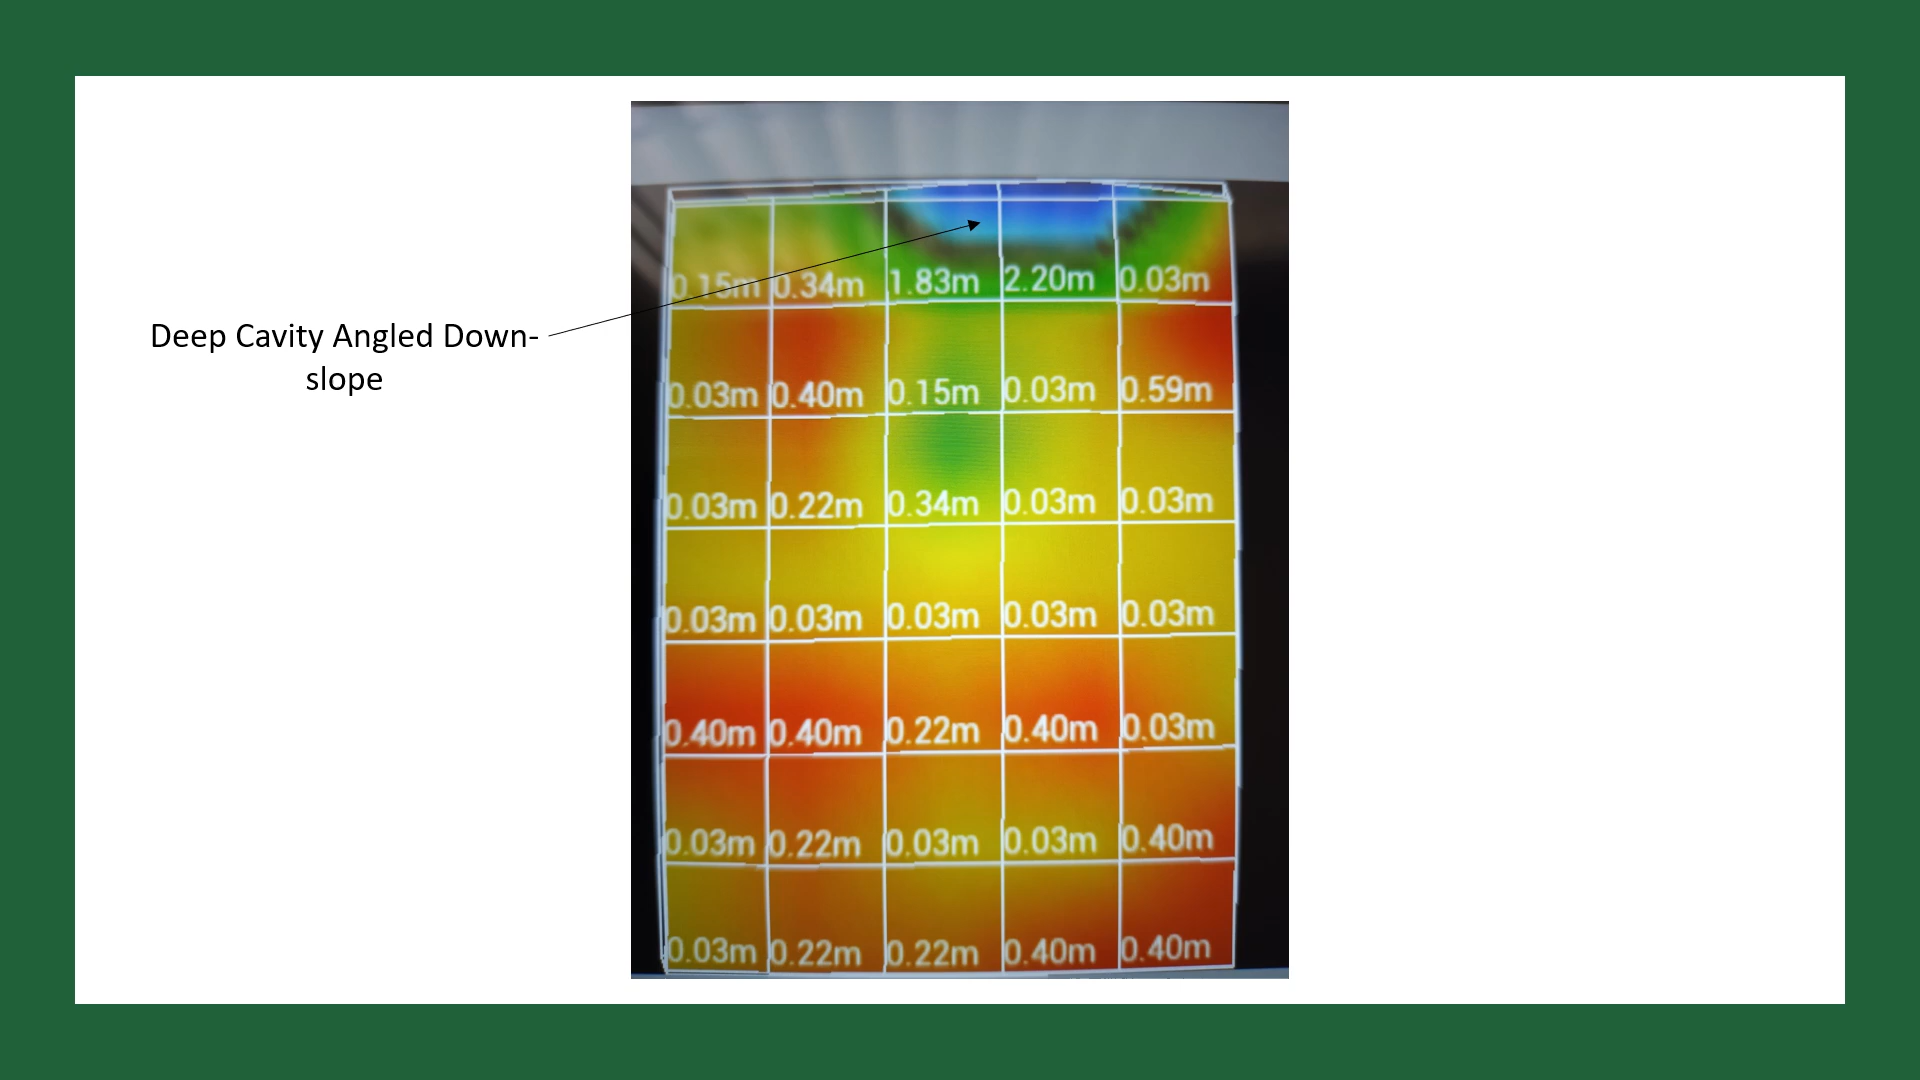 Deep Cavity Angled Down-
slope
0.15m 0.34m 1.83m 2.20m 0.03m
0.03m 0.40m 0.15m 0.03m 0.59m
0.03m 0.22m 0.34m 0.03m 0.03m
0.03m 0.03m 0.03m 0.03m 0.03m
0.40m 0.40m 0.22m 0.40m 0.03m
0.03m 0.22m 0.03m 0.03m 0.40m
0.03m 0.22m 0.22m 0.40m 0.40m